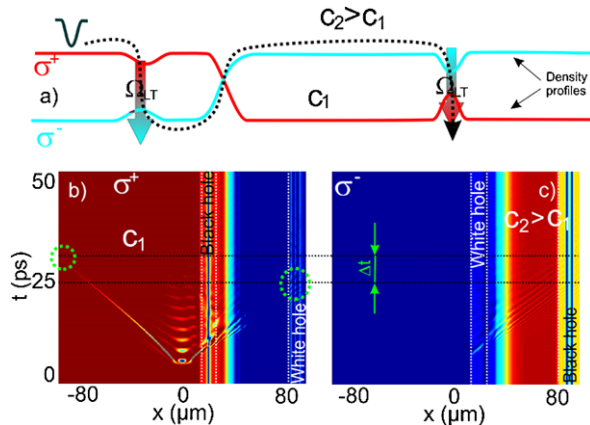 C₂>C₁
σ⁺
Ω_LT
Ω_LT
a)
C₁
Density
profiles
σ⁻
50
b)
σ⁺
Black hole
σ⁻
White hole
c)
C₁
C₂>C₁
t (ps)
25
Δt
White hole
Black hole
0
-80
0
80
-80
0
80
x (µm)
x (µm)